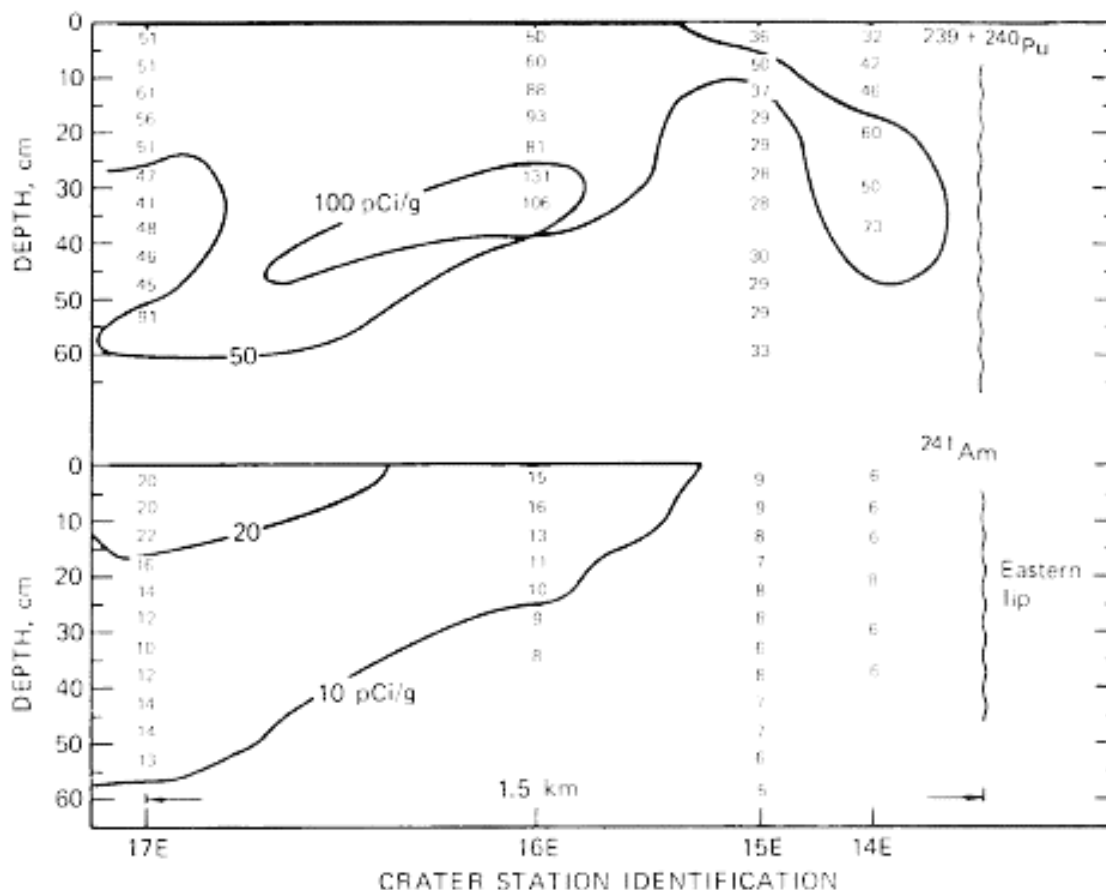 0
51 50 36 32 239 + 240Pu
51 60 50 42
10
61 88 37 46
56 93 29
20 60
51 81 29
42 131 28
30 50
100 pCi/g
41 106 28
48 73
40
46 30
45 29
50
91 29
60 50 33
DEPTH, cm
241Am
0
20 15 9 6
20 16 9 6
10
22 20 13 8 6
16 11 7
20
14 10 8 8
12 9 8
30 6
10 8 6
12 8 6
40 10 pCi/g
14 7
14 7
50
13 6
60 1.5 km 5
DEPTH, cm
Eastern
lip
17E 16E 15E 14E
CRATER STATION IDENTIFICATION